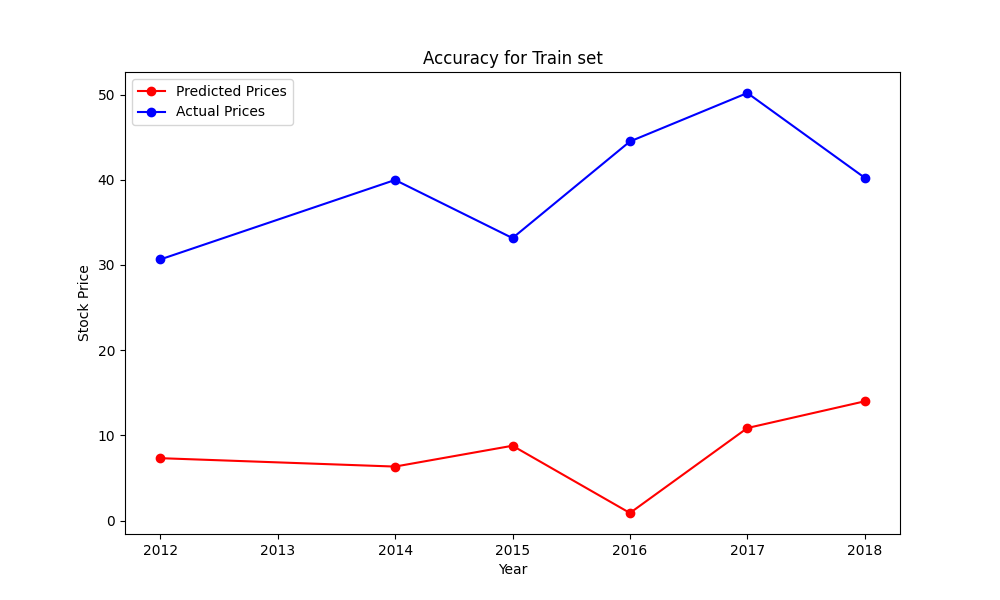 Accuracy for Train set
Predicted Prices
Actual Prices
50
40
30
20
10
0
Stock Price
2012 2013 2014 2015 2016 2017 2018
Year